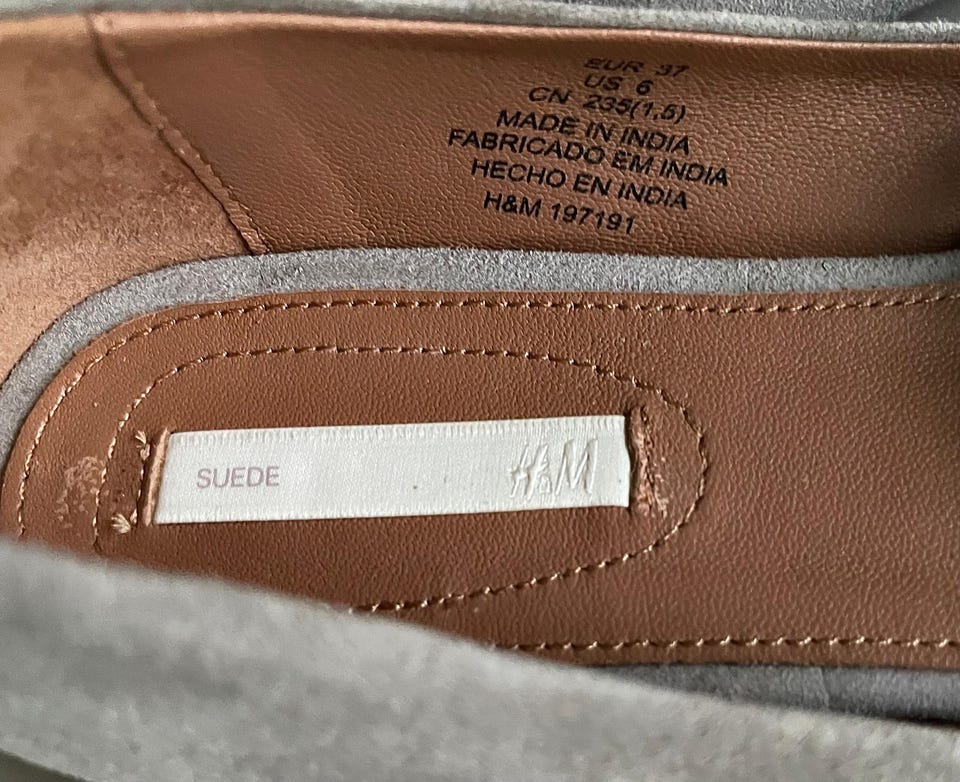 EUR 37
US 6
CN 235(1,5)
MADE IN INDIA
FABRICADO EM INDIA
HECHO EN INDIA
H&M 197191
SUEDE H&M